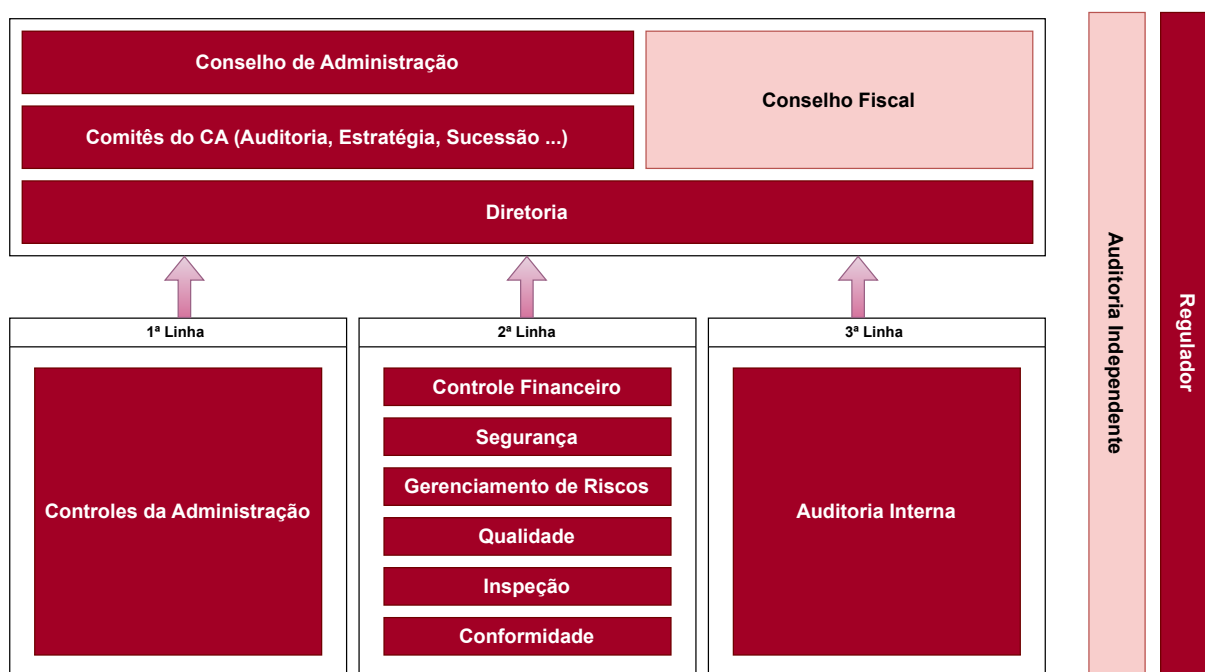 Conselho de Administração
Conselho Fiscal
Comitês do CA (Auditoria, Estratégia, Sucessão ...)
Diretoria
1ª Linha
2ª Linha
3ª Linha
Controles da Administração
Controle Financeiro
Segurança
Gerenciamento de Riscos
Qualidade
Inspeção
Conformidade
Auditoria Interna
Auditoria Independente
Regulador